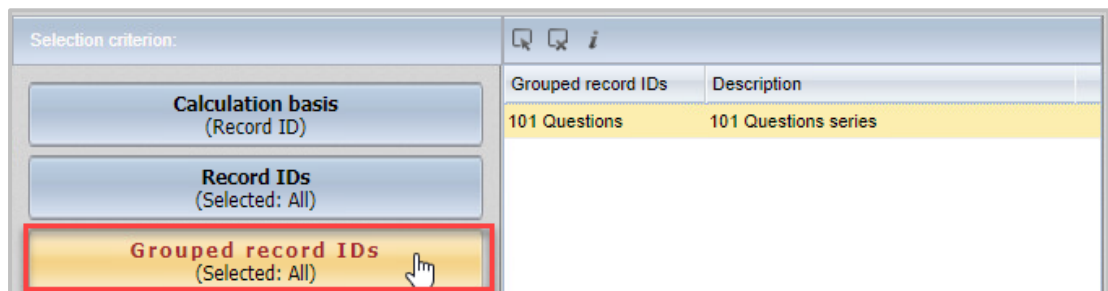 Selection criterion:
Calculation basis
(Record ID)
Record IDs
(Selected: All)
Grouped record IDs
(Selected: All)
i
Grouped record IDs Description
101 Questions 101 Questions series